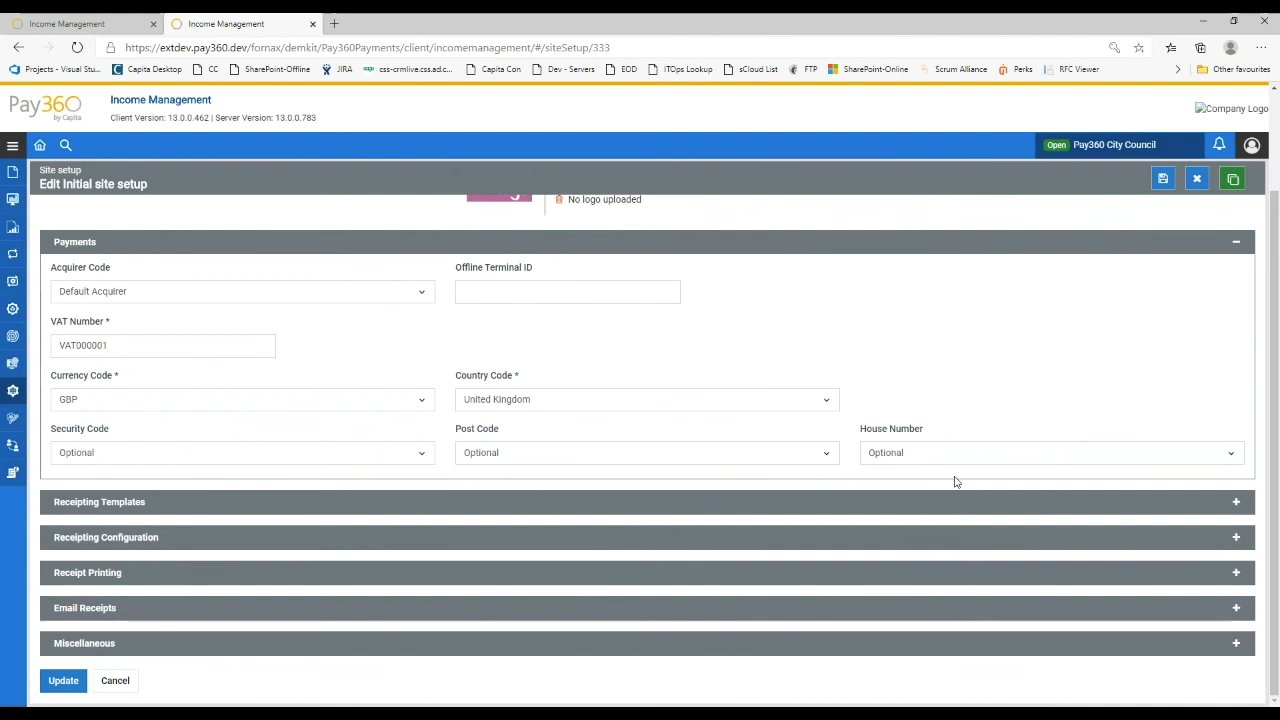 Income Management
Income Management
https://extdev.pay360.dev/fornax/demkit/Pay360Payments/client/incomemanagement/#/siteSetup/333
Projects - Visual Stu...
Capita Desktop
CC
SharePoint-Offline
JIRA
css-crmlive.css.ad.c...
Capita Con
Dev - Servers
EOD
ITOps Lookup
sCloud List
FTP
SharePoint-Online
Scrum Alliance
Perks
RFC Viewer
Other favourites
Pay360
by Capita
Income Management
Client Version: 13.0.0.462 | Server Version: 13.0.0.783
Company Logo
Open Pay360 City Council
Site setup
Edit Initial site setup
No logo uploaded
Payments
Acquirer Code
Offline Terminal ID
Default Acquirer
VAT Number *
VAT000001
Currency Code *
Country Code *
GBP
United Kingdom
Security Code
Post Code
House Number
Optional
Optional
Optional
Receipting Templates
Receipting Configuration
Receipt Printing
Email Receipts
Miscellaneous
Update
Cancel